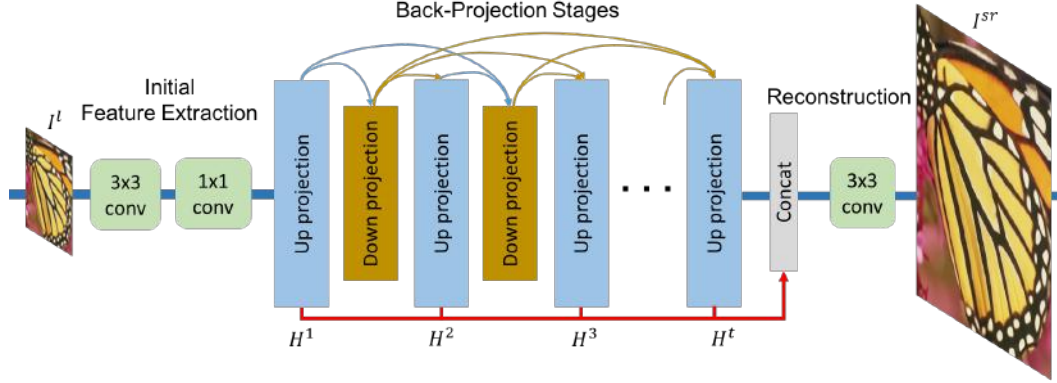 Back-Projection Stages
I^{sr}
Initial
Feature Extraction
I^l
Reconstruction
3x3
conv
1x1
conv
Up projection
Down projection
Up projection
Down projection
Up projection
. . .
Up projection
Concat
3x3
conv
H^1
H^2
H^3
H^t